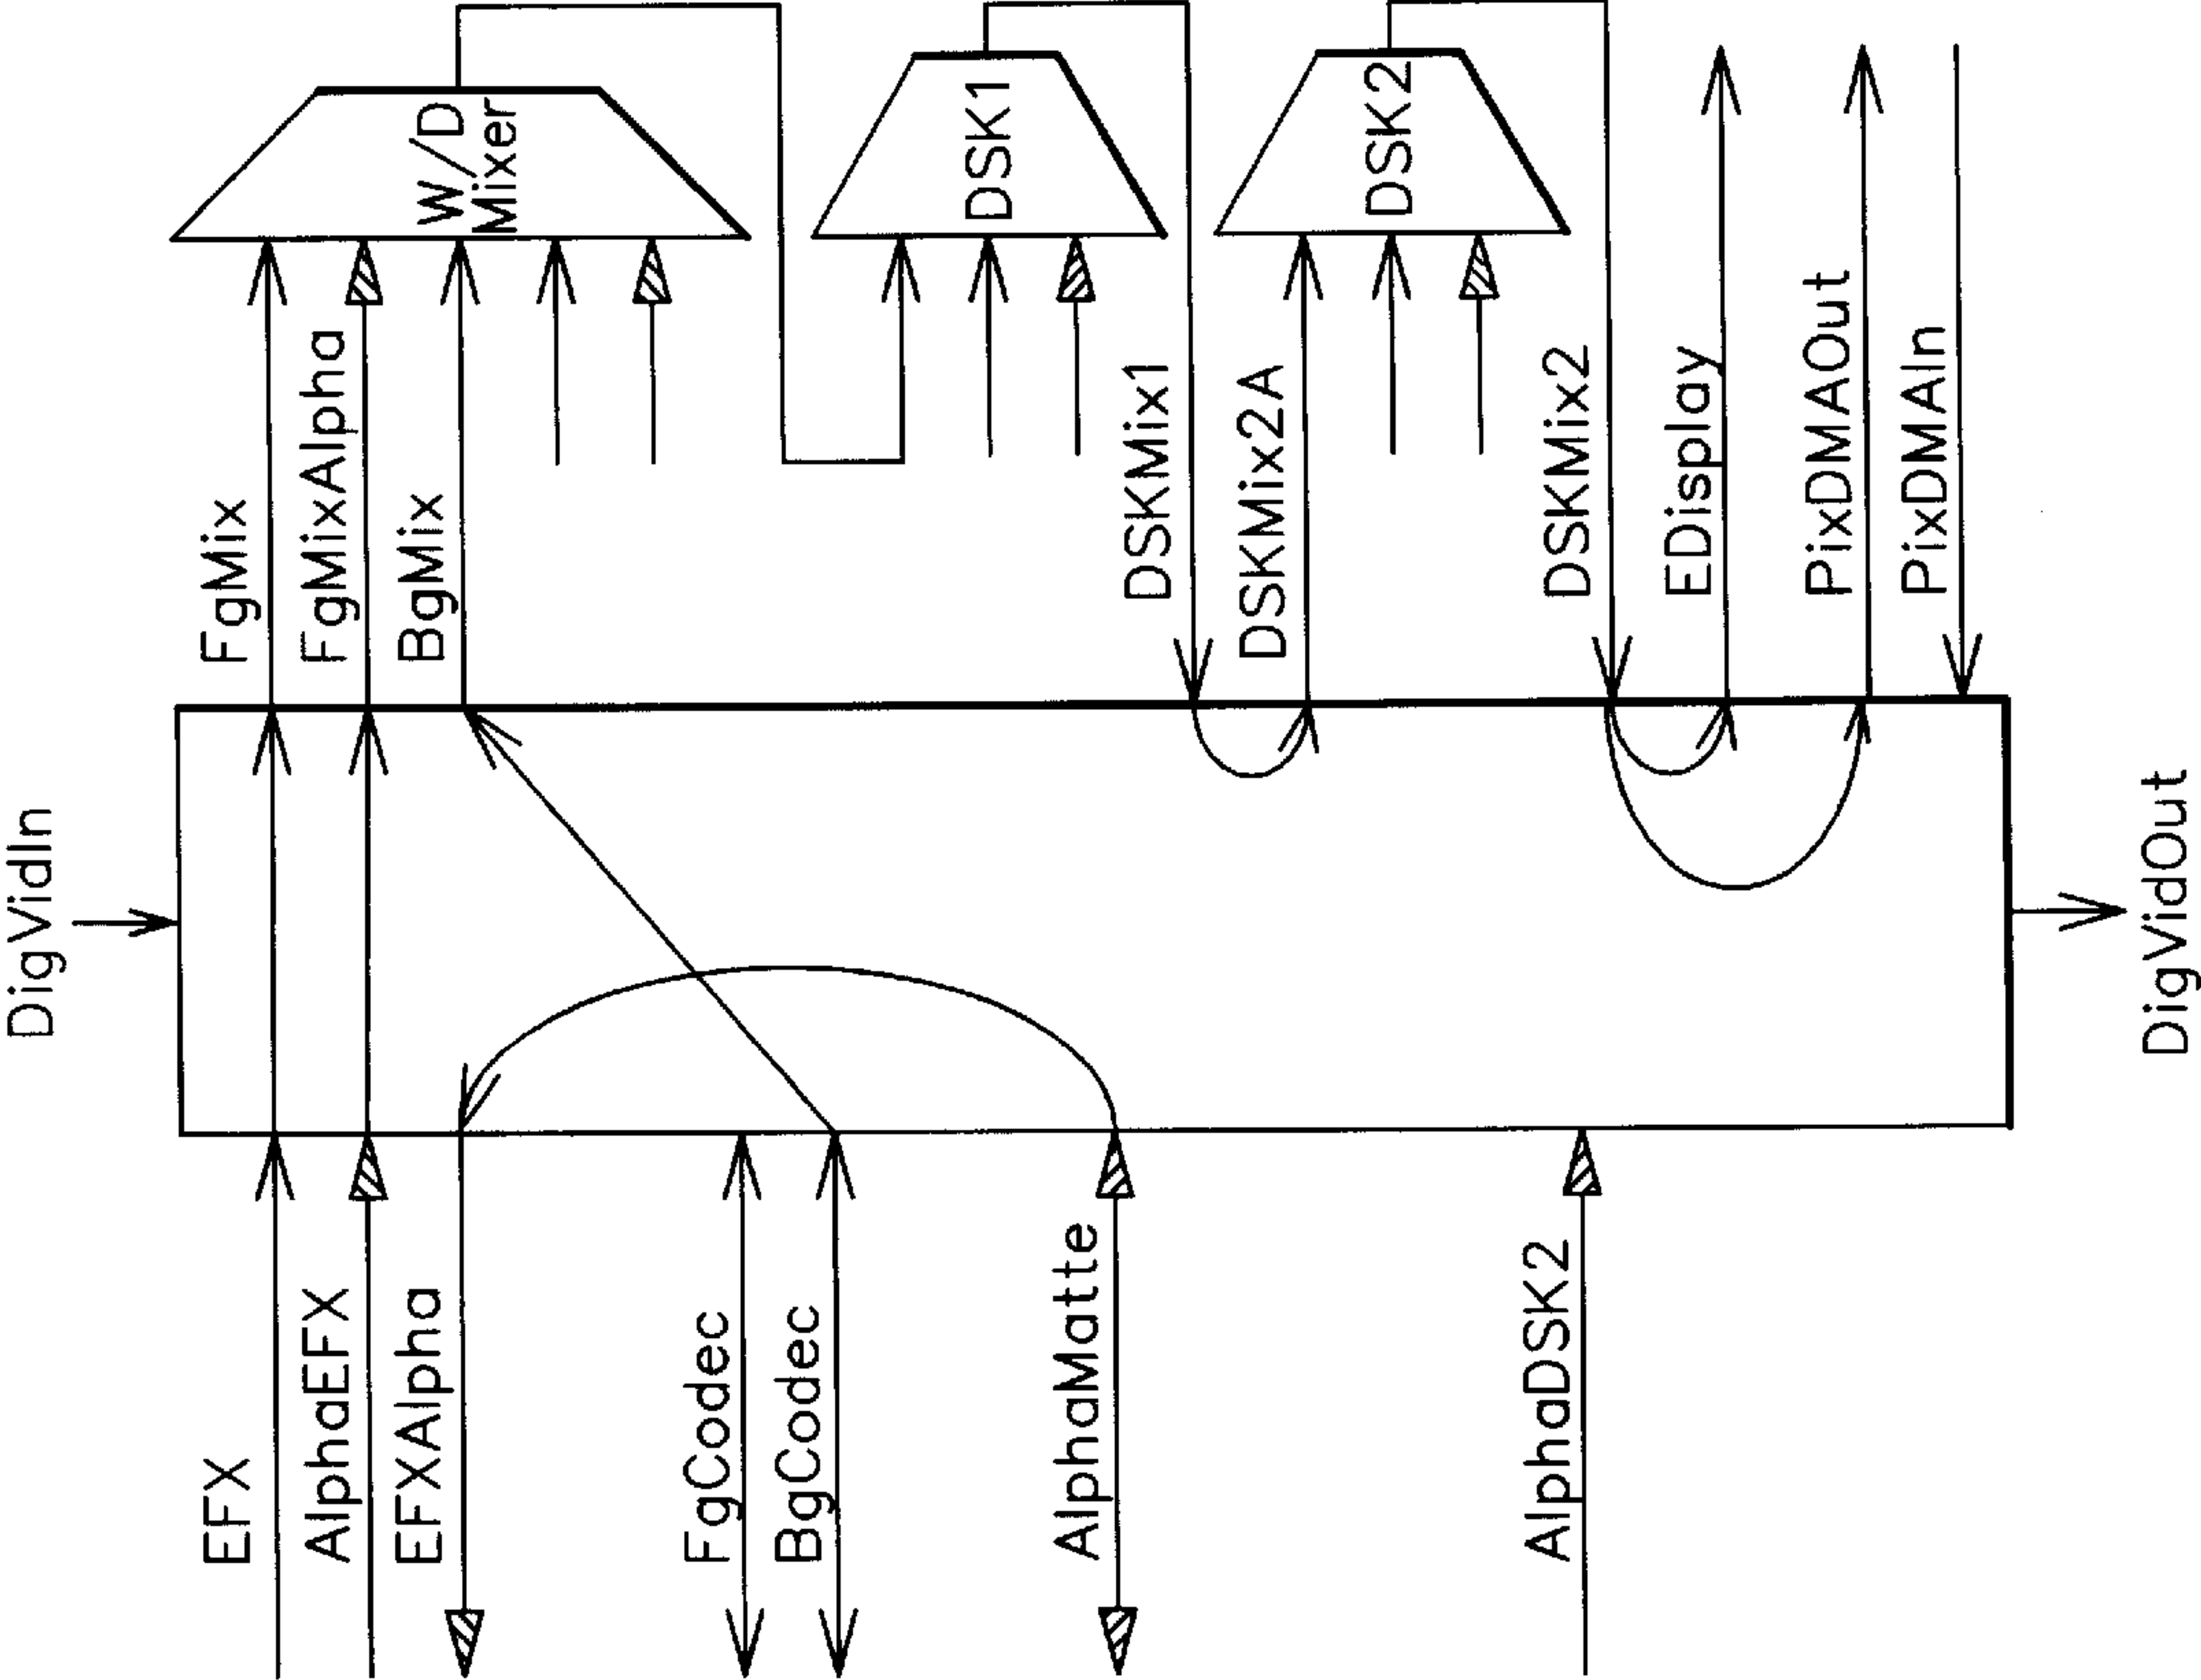 DigVidIn
EFX
AlphaEFX
EFXAlpha
FgCodec
BgCodec
AlphaMatte
AlphaDSK2
FgMix
FgMixAlpha
BgMix
DSKMix1
DSKMix2A
DSKMix2
EDisplay
PixDMAOut
PixDMAIn
W/D
Mixer
DSK1
DSK2
DigVidOut